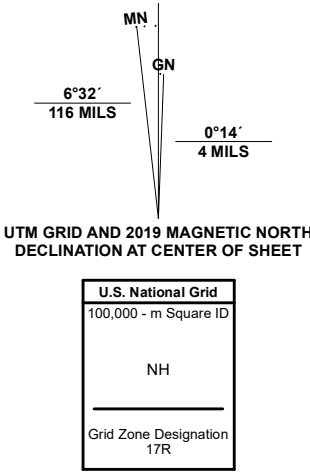 MN
GN
6°32´
116 MILS
0°14´
4 MILS
UTM GRID AND 2019 MAGNETIC NORTH
DECLINATION AT CENTER OF SHEET
U.S. National Grid
100,000 - m Square ID
NH
Grid Zone Designation
17R